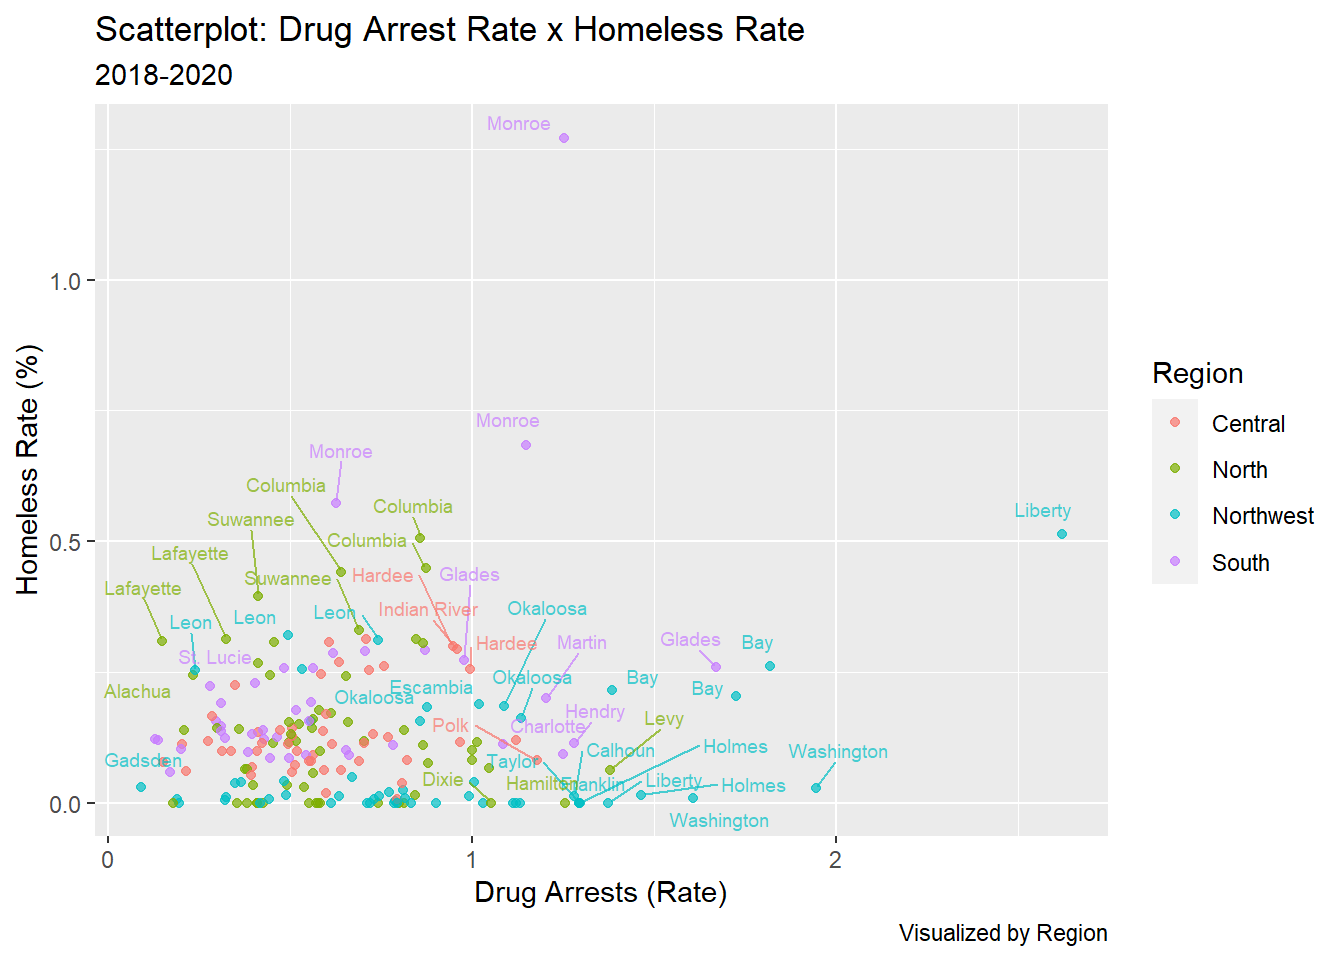 Scatterplot: Drug Arrest Rate x Homeless Rate
2018-2020
Monroe
1.0
Monroe
Monroe
Columbia
Columbia
Liberty
Suwannee
0.5
Columbia
Lafayette
Suwannee
Hardee
Glades
Lafayette
Indian River
Okaloosa
Leon
Leon
Leon
St. Lucie
Hardee
Martin
Glades
Bay
Alachua
Okaloosa
Escambia
Okaloosa
Bay
Bay
Polk
Charlotte
Hendry
Levy
Gadsden
Taylor
Calhoun
Holmes
Washington
Dixie
Hamilton
Franklin
Liberty
Holmes
0.0
Washington
0
1
2
Homeless Rate (%)
Drug Arrests (Rate)
Region
Central
North
Northwest
South
Visualized by Region